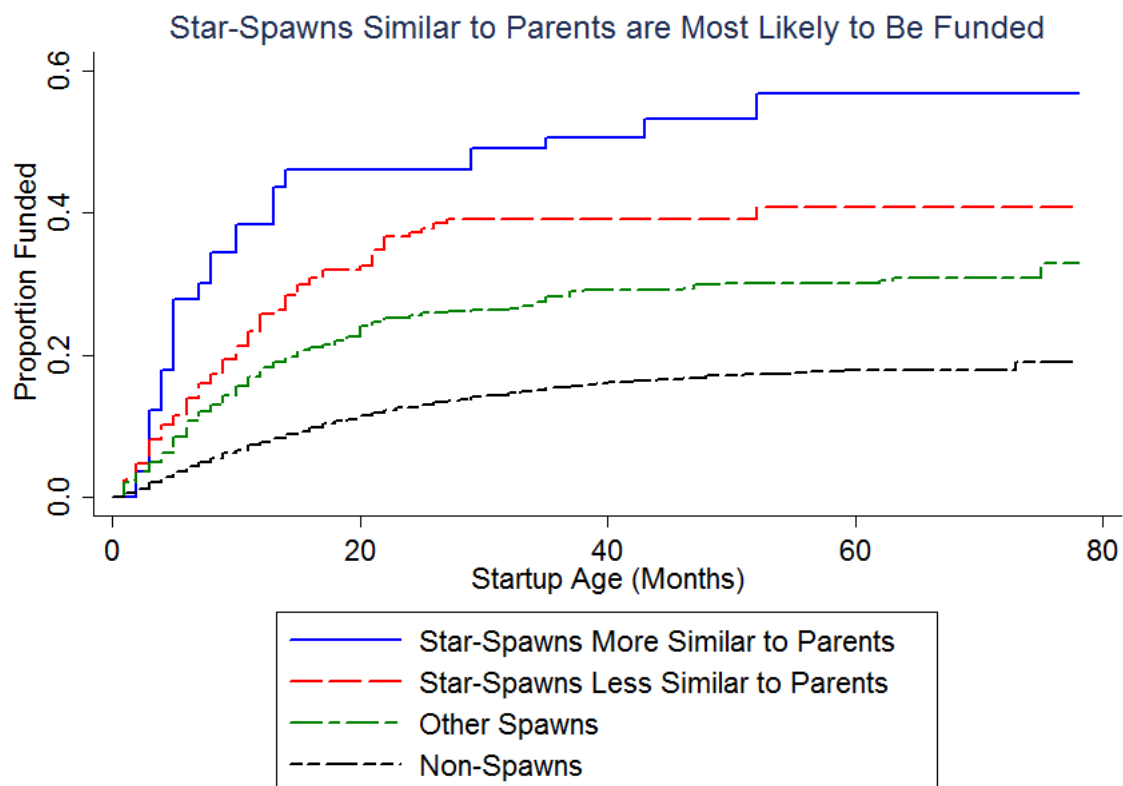 Star-Spawns Similar to Parents are Most Likely to Be Funded
Proportion Funded
0.6
0.4
0.2
0.0
0 20 40 60 80
Startup Age (Months)
Star-Spawns More Similar to Parents
Star-Spawns Less Similar to Parents
Other Spawns
Non-Spawns